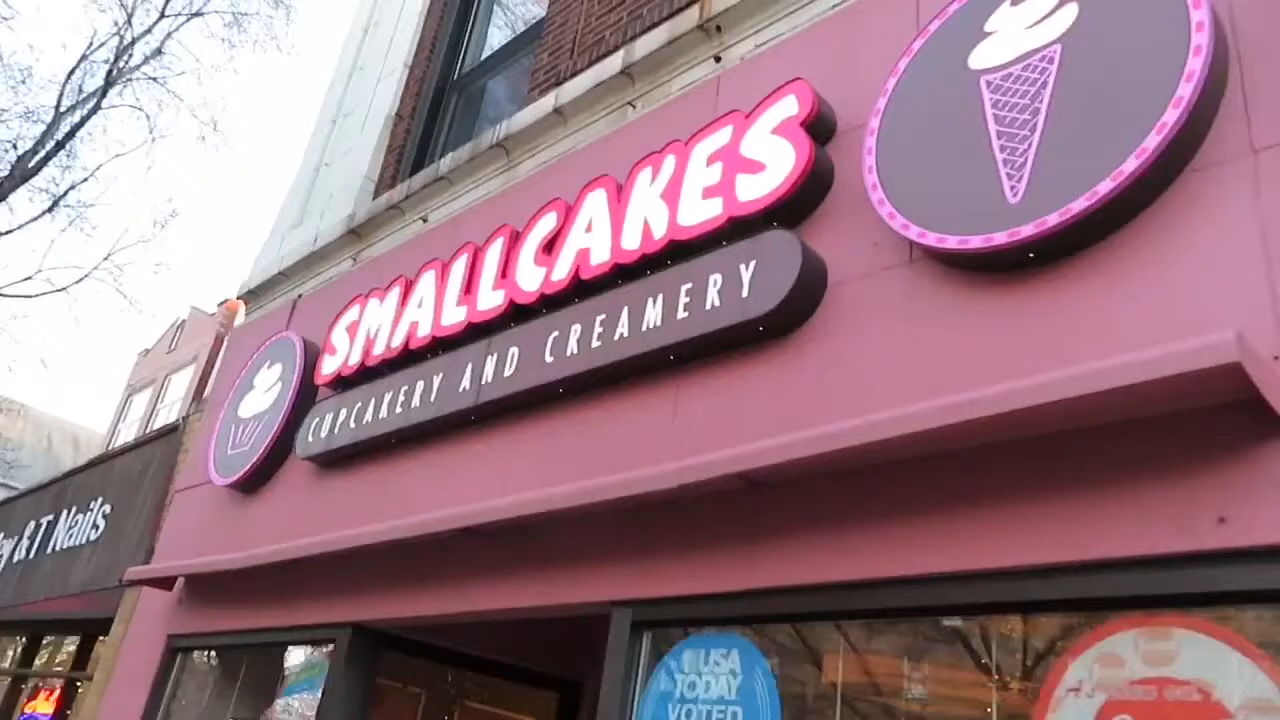 SMALLCAKES
CUPCAKERY AND CREAMERY
& T Nails
USA
TODAY
VOTED